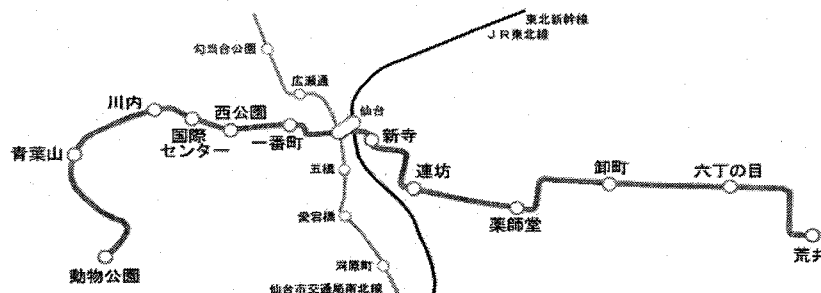 東北新幹線
JR東北線
勾当台公園
広瀬通
仙台
川内
国際
センター
西公園
一番町
新寺
青葉山
五橋
連坊
卸町
六丁の目
愛宕橋
薬師堂
荒井
動物公園
河原町
仙台市交通局南北線